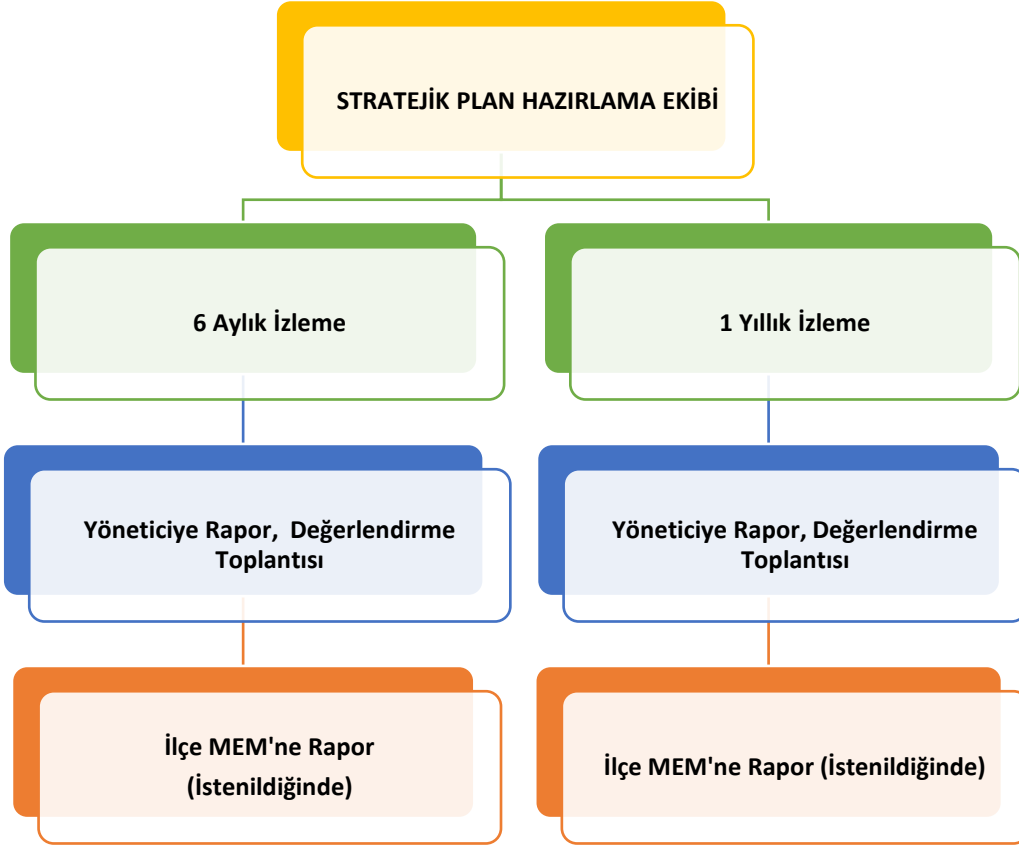 STRATEJİK PLAN HAZIRLAMA EKİBİ
6 Aylık İzleme
1 Yıllık İzleme
Yöneticiye Rapor,  Değerlendirme
Toplantısı
Yöneticiye Rapor, Değerlendirme
Toplantısı
İlçe MEM'ne Rapor
(İstenildiğinde)
İlçe MEM'ne Rapor (İstenildiğinde)